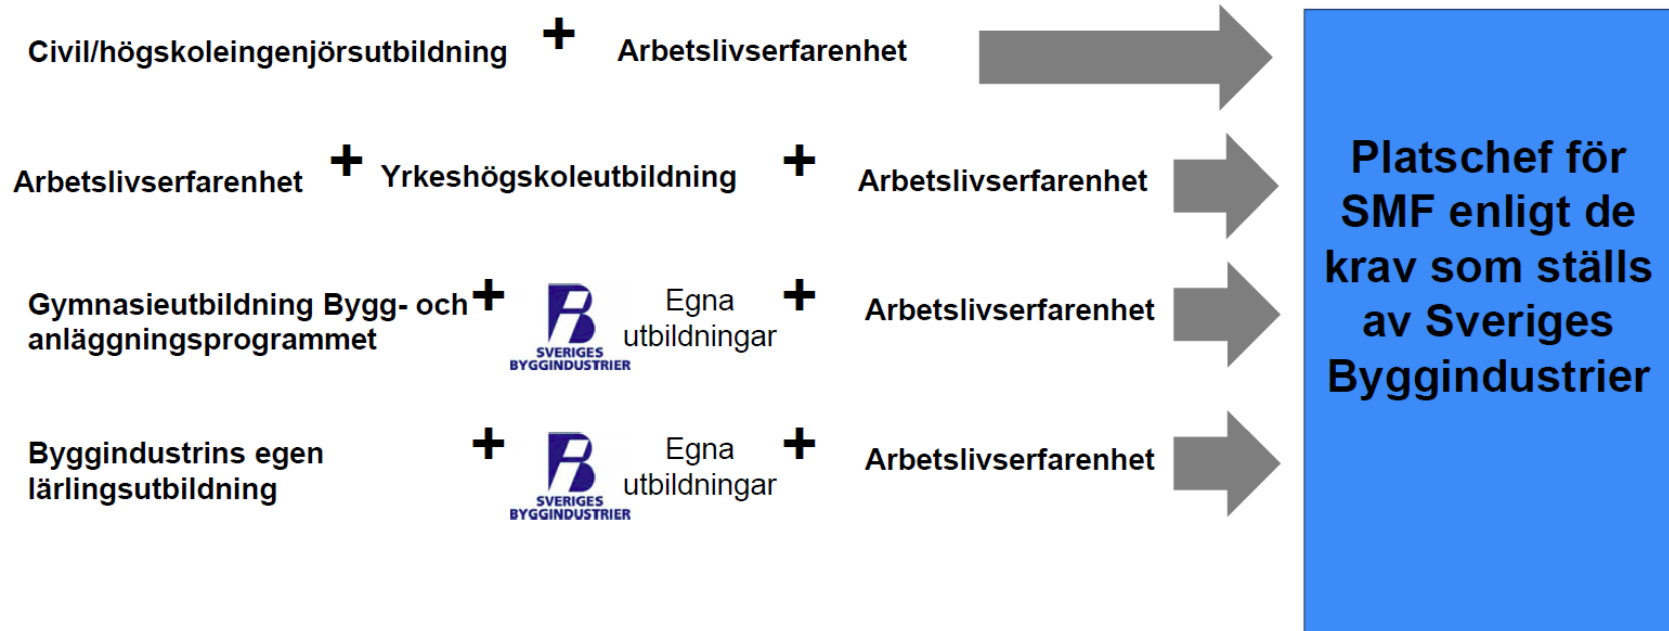 Civil/högskoleingenjörsutbildning + Arbetslivserfarenhet
Arbetslivserfarenhet + Yrkeshögskoleutbildning + Arbetslivserfarenhet
Gymnasieutbildning Bygg- och
anläggningsprogrammet
+
SVERIGES
BYGGINDUSTRIER
Egna
utbildningar
+
Arbetslivserfarenhet
Byggindustrins egen
lärlingsutbildning
+
SVERIGES
BYGGINDUSTRIER
Egna
utbildningar
+
Arbetslivserfarenhet
Platschef för
SMF enligt de
krav som ställs
av Sveriges
Byggindustrier